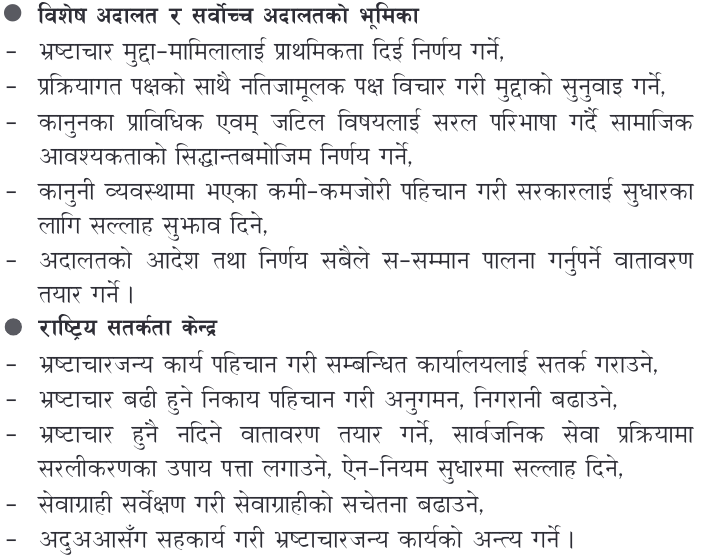 ● विशेष अदालत र सर्वोच्च अदालतको भूमिका
– भ्रष्टाचार मुद्दा-मामिलालाई प्राथमिकता दिई निर्णय गर्ने,
– प्रक्रियागत पक्षको साथै नतिजामूलक पक्ष विचार गरी मुद्दाको सुनुवाइ गर्ने,
– कानुनका प्राविधिक एवम् जटिल विषयलाई सरल परिभाषा गर्दै सामाजिक
आवश्यकताको सिद्धान्तबमोजिम निर्णय गर्ने,
– कानुनी व्यवस्थामा भएका कमी-कमजोरी पहिचान गरी सरकारलाई सुधारका
लागि सल्लाह सुझाव दिने,
– अदालतको आदेश तथा निर्णय सबैले स-सम्मान पालना गर्नुपर्ने वातावरण
तयार गर्ने ।
● राष्ट्रिय सतर्कता केन्द्र
– भ्रष्टाचारजन्य कार्य पहिचान गरी सम्बन्धित कार्यालयलाई सतर्क गराउने,
– भ्रष्टाचार बढी हुने निकाय पहिचान गरी अनुगमन, निगरानी बढाउने,
– भ्रष्टाचार हुनै नदिने वातावरण तयार गर्ने, सार्वजनिक सेवा प्रक्रियामा
सरलीकरणका उपाय पत्ता लगाउने, ऐन-नियम सुधारमा सल्लाह दिने,
– सेवाग्राही सर्वेक्षण गरी सेवाग्राहीको सचेतना बढाउने,
– अदुअआसँग सहकार्य गरी भ्रष्टाचारजन्य कार्यको अन्त्य गर्ने ।